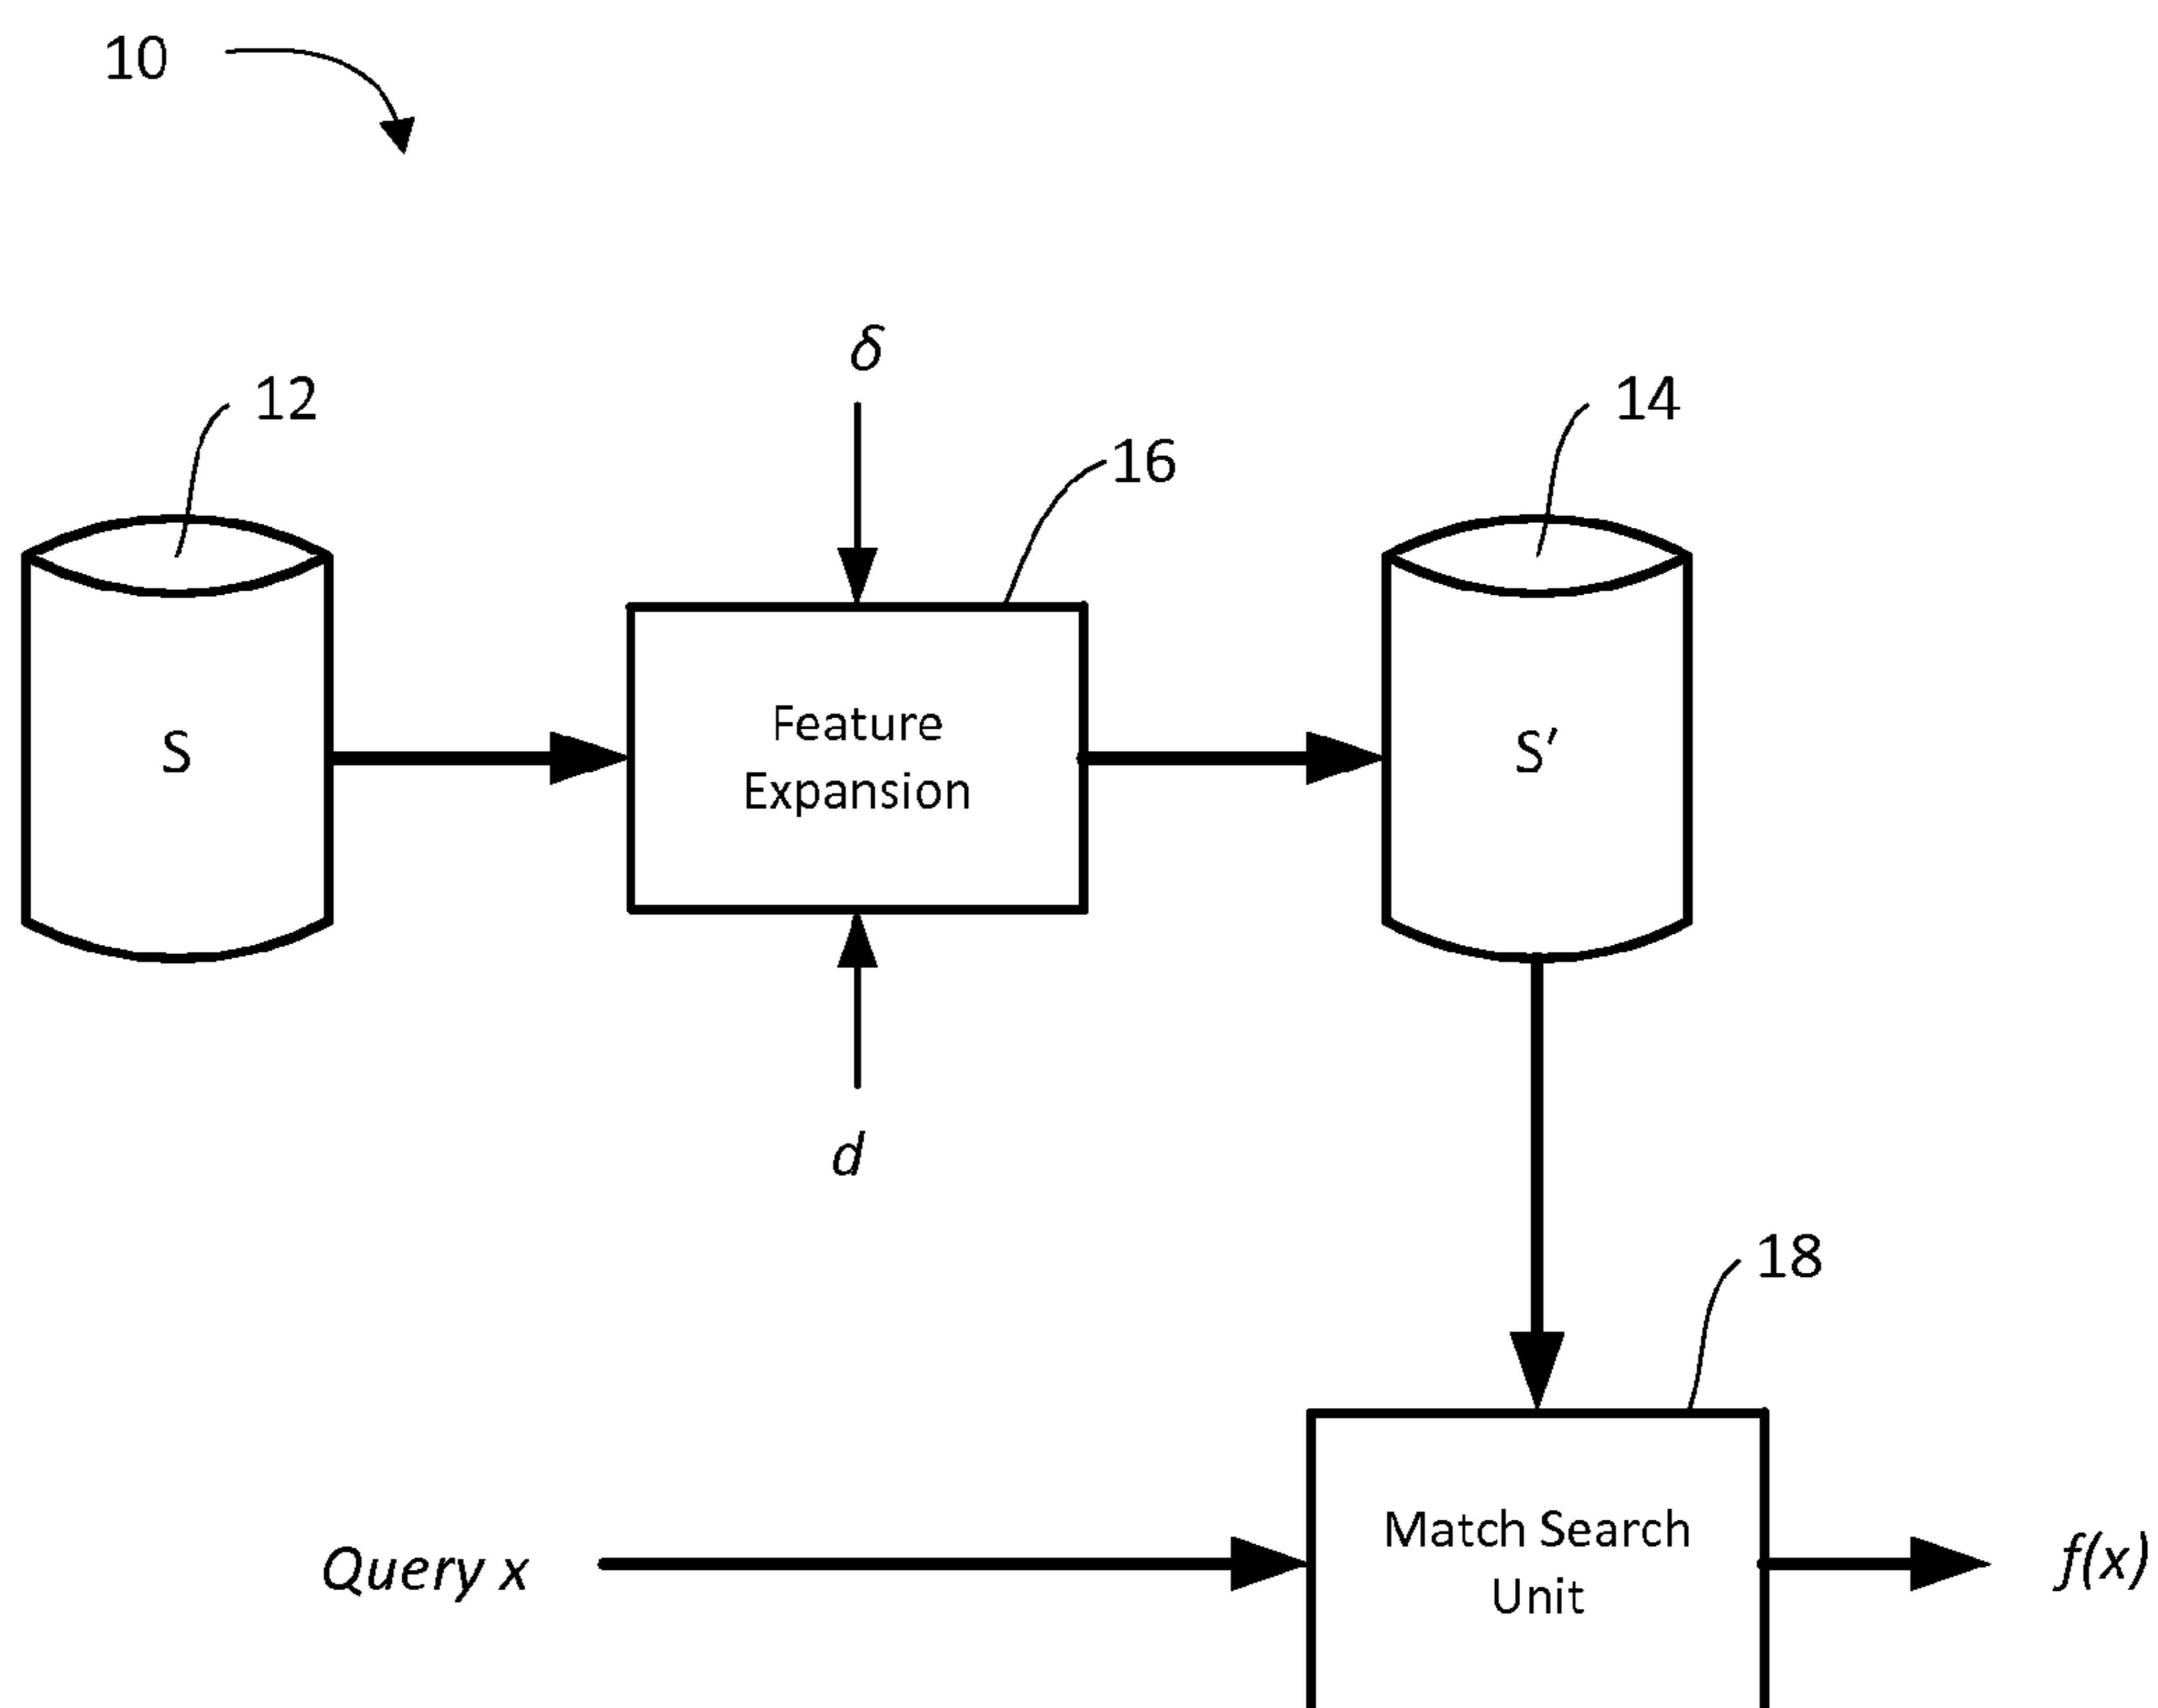 10
δ
12
14
16
Feature
Expansion
S
S′
d
18
Match Search
Unit
Query x
f(x)